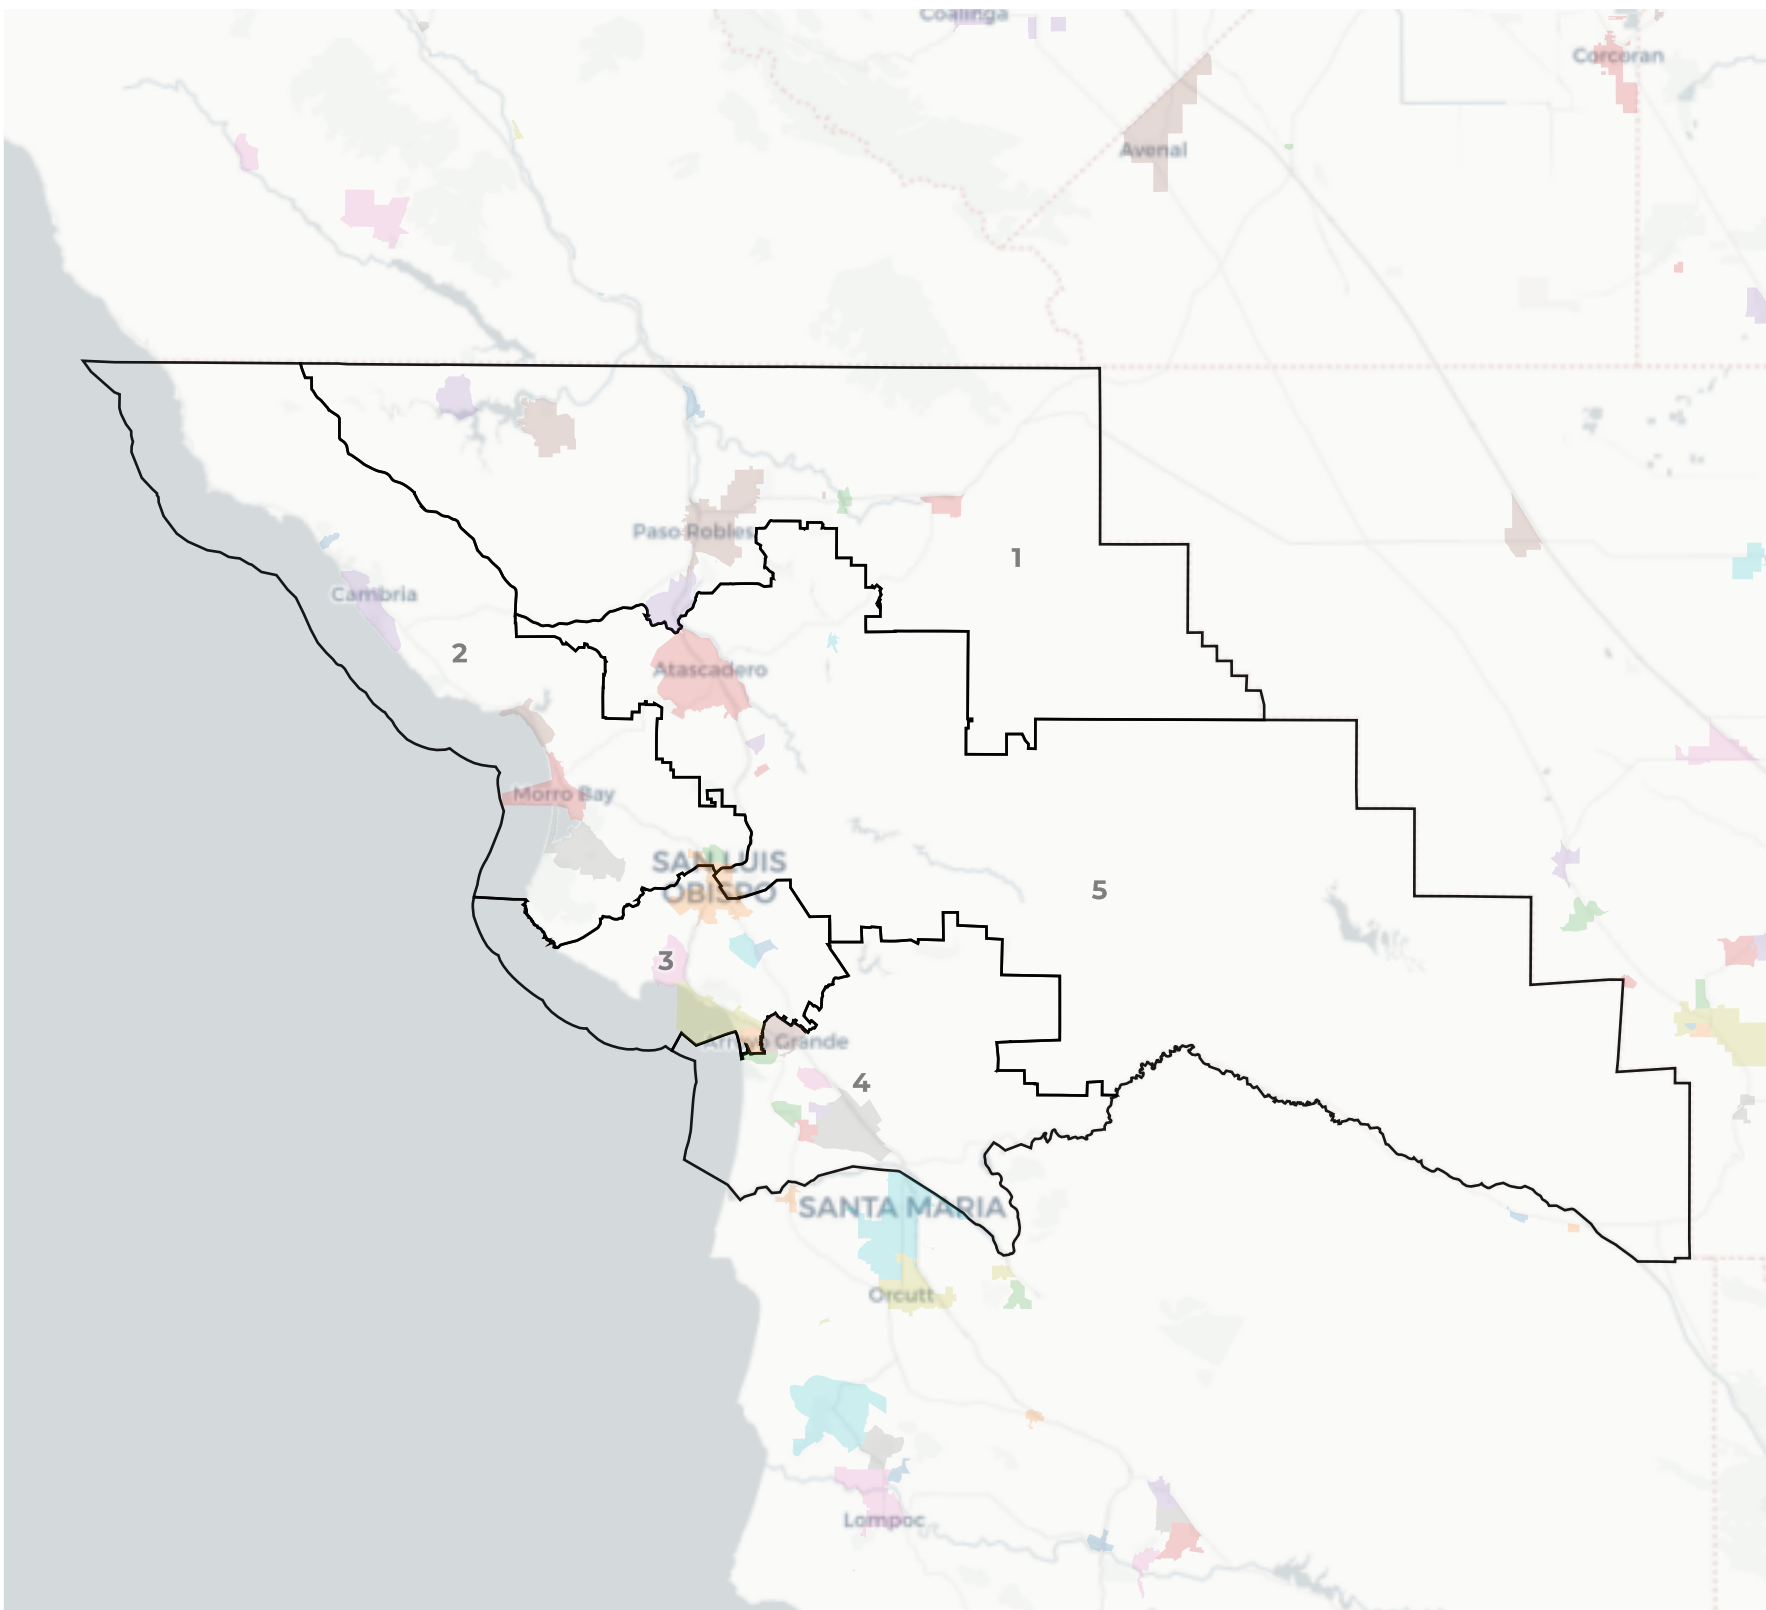 Coalinga
Corcoran
Avenal
Paso Robles
1
Cambria
2
Atascadero
Morro Bay
SAN LUIS
OBISPO
5
3
Arroyo Grande
4
SANTA MARIA
Orcutt
Lompoc